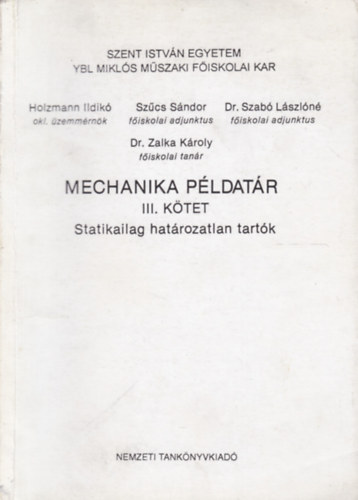 SZENT ISTVÁN EGYETEM
YBL MIKLÓS MŰSZAKI FŐISKOLAI KAR
Holzmann Ildikó Szűcs Sándor Dr. Szabó Lászlóné
okl. üzemmérnök főiskolai adjunktus főiskolai adjunktus
Dr. Zalka Károly
főiskolai tanár
MECHANIKA PÉLDATÁR
III. KÖTET
Statikailag határozatlan tartók
NEMZETI TANKÖNYVKIADÓ